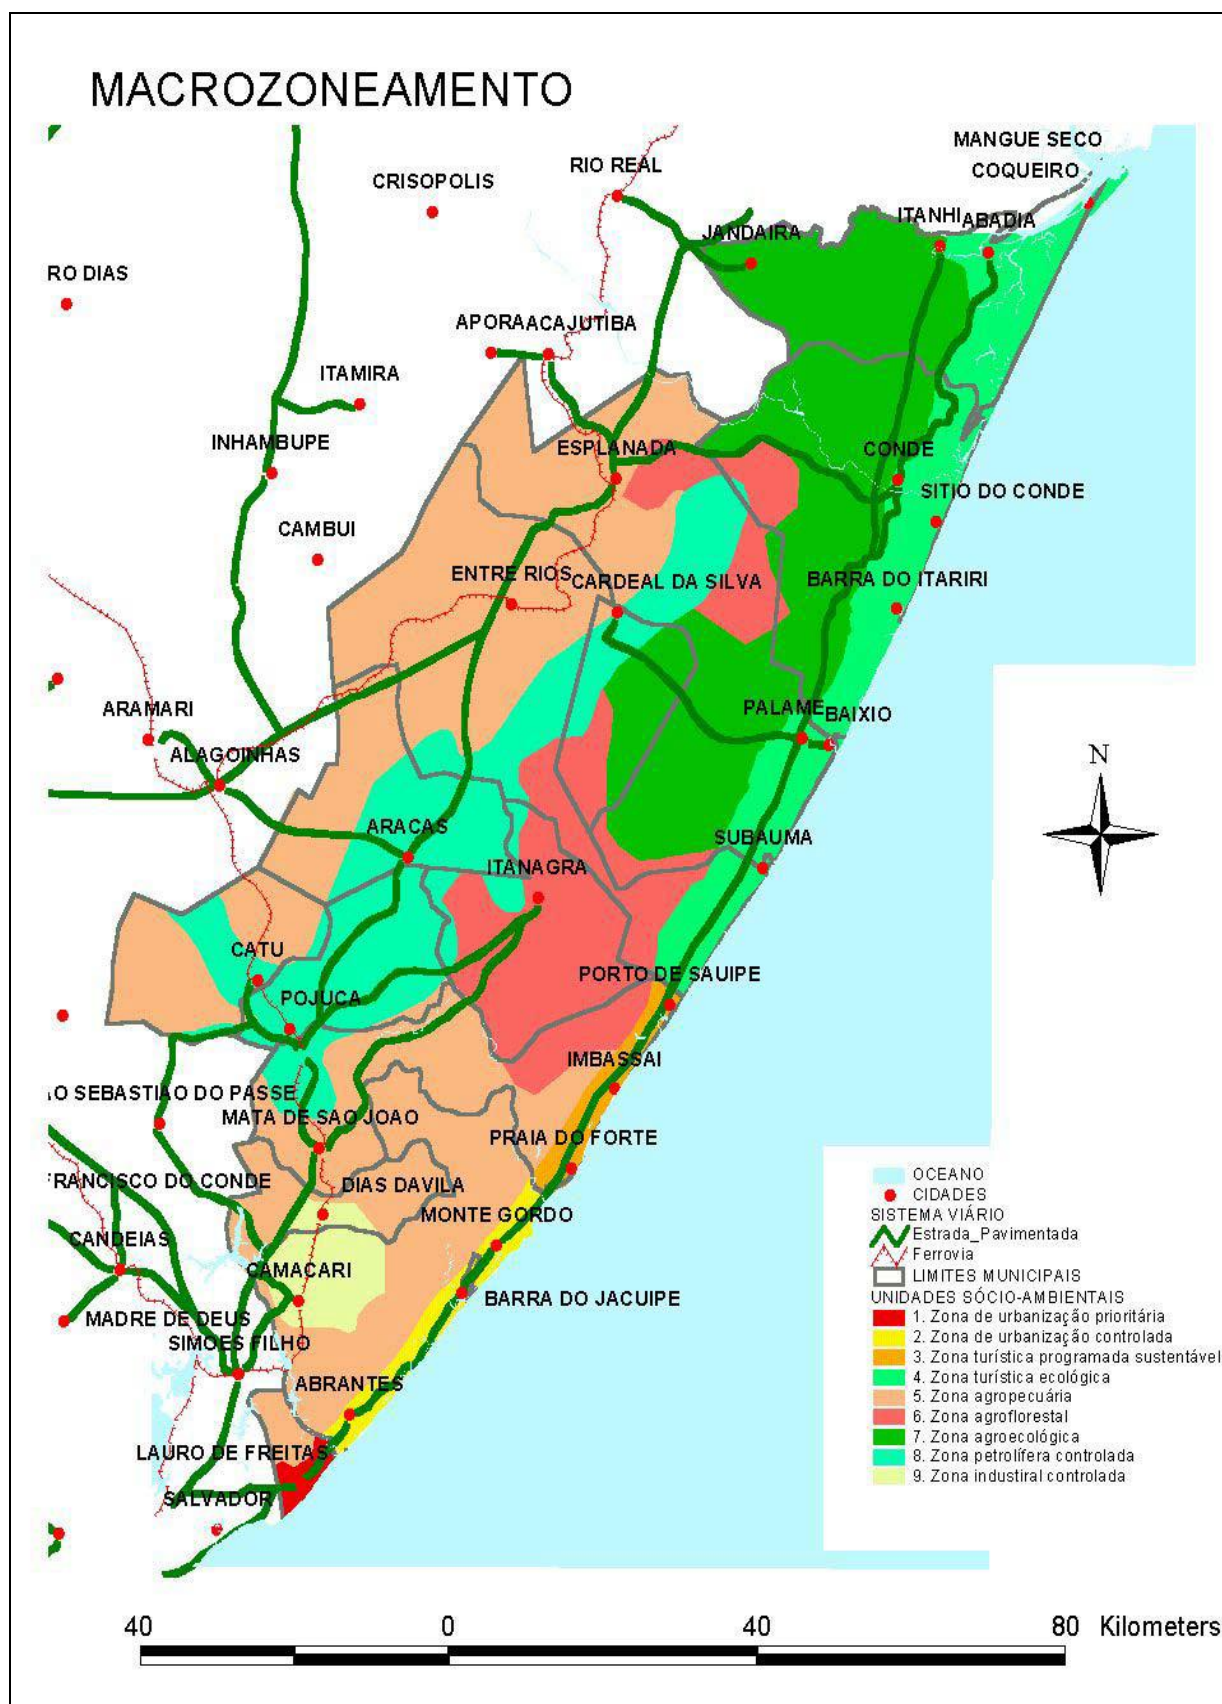 MACROZONEAMENTO
MANGUE SECO
COQUEIRO
RIO REAL
CRISOPOLIS
ITANHI ABADIA
JANDAIRA
RO DIAS
APORA ACAJUTIBA
ITAMIRA
INHAMBUPE
ESPLANADA
CONDE
SITIO DO CONDE
CAMBUI
ENTRE RIOS
CARDEAL DA SILVA
BARRA DO ITARIRI
ARAMARI
PALAME BAIXIO
ALAGOINHAS
N
ARACAS
SUBAUMA
ITANAGRA
CATU
PORTO DE SAUIPE
POJUCA
IMBASSAI
AO SEBASTIAO DO PASSE
MATA DE SAO JOAO
PRAIA DO FORTE
FRANCISCO DO CONDE
DIAS DAVILA
MONTE GORDO
CANDEIAS
CAMACARI
BARRA DO JACUIPE
MADRE DE DEUS
SIMOES FILHO
ABRANTES
LAURO DE FREITAS
SALVADOR
OCEANO
CIDADES
SISTEMA VIÁRIO
Estrada_Pavimentada
Ferrovia
LIMITES MUNICIPAIS
UNIDADES SÓCIO-AMBIENTAIS
1. Zona de urbanização prioritária
2. Zona de urbanização controlada
3. Zona turística programada sustentável
4. Zona turística ecológica
5. Zona agropecuária
6. Zona agroflorestal
7. Zona agroecológica
8. Zona petrolífera controlada
9. Zona industiral controlada
40 0 40 80 Kilometers